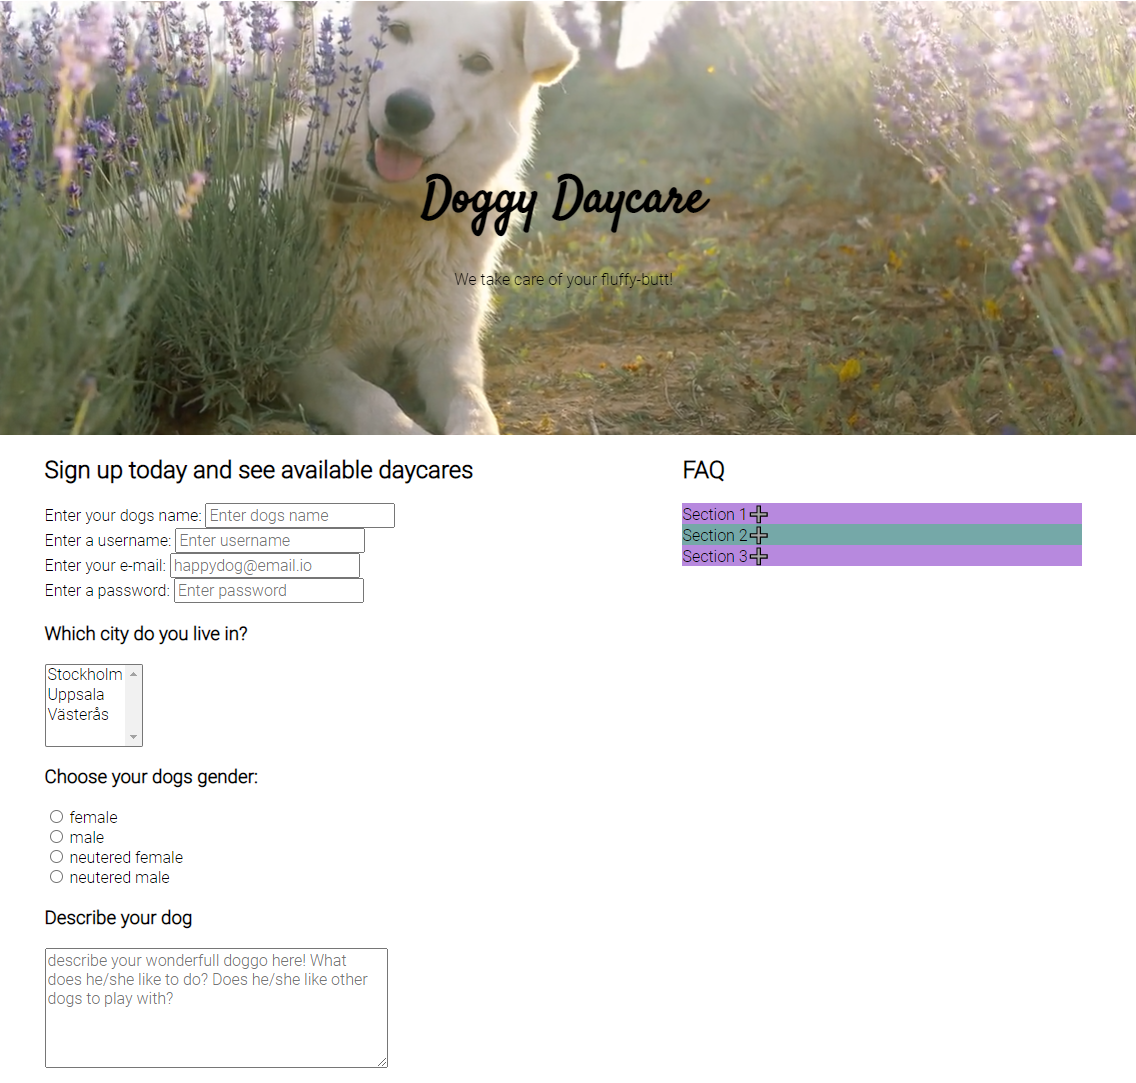 Doggy Daycare
We take care of your fluffy-butt!
Sign up today and see available daycares
Enter your dogs name: Enter dogs name
Enter a username: Enter username
Enter your e-mail: happydog@email.io
Enter a password: Enter password
Which city do you live in?
Stockholm
Uppsala
Västerås
Choose your dogs gender:
female
male
neutered female
neutered male
Describe your dog
describe your wonderfull doggo here! What
does he/she like to do? Does he/she like other
dogs to play with?
FAQ
Section 1
Section 2
Section 3